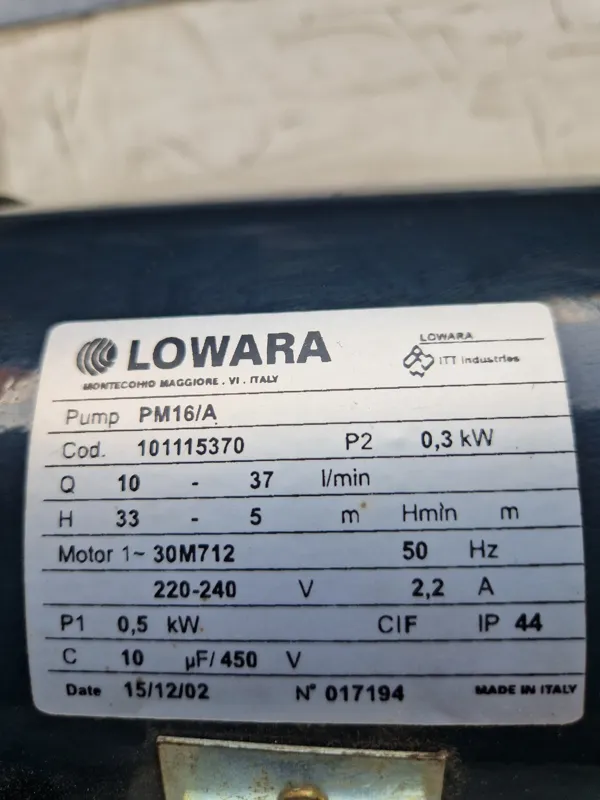 LOWARA
MONTECCHIO MAGGIORE . VI . ITALY
LOWARA
ITT Industries
Pump PM16/A
Cod. 101115370 P2 0,3 kW
Q 10 - 37 l/min
H 33 - 5 m Hmin m
Motor 1~ 30M712 50 Hz
220-240 V 2,2 A
P1 0,5 kW CIF IP 44
C 10 µF/ 450 V
Date 15/12/02 N° 017194 MADE IN ITALY